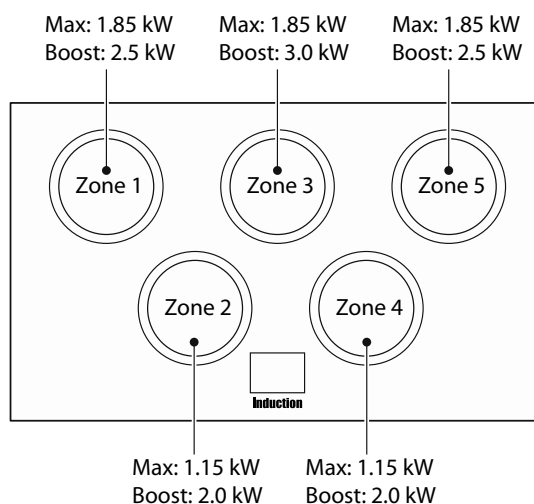 Max: 1.85 kW
Boost: 2.5 kW
Max: 1.85 kW
Boost: 3.0 kW
Max: 1.85 kW
Boost: 2.5 kW
Zone 1
Zone 3
Zone 5
Zone 2
Zone 4
Induction
Max: 1.15 kW
Boost: 2.0 kW
Max: 1.15 kW
Boost: 2.0 kW